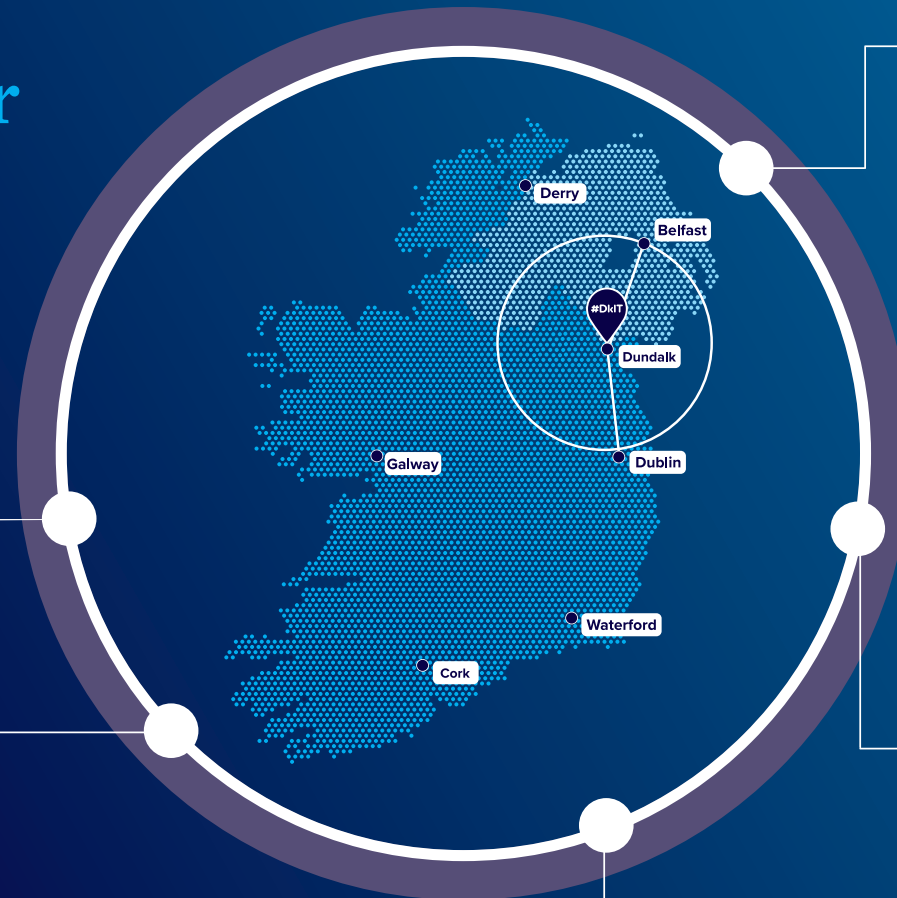 r
Derry
Belfast
#DkIT
Dundalk
Galway
Dublin
Waterford
Cork